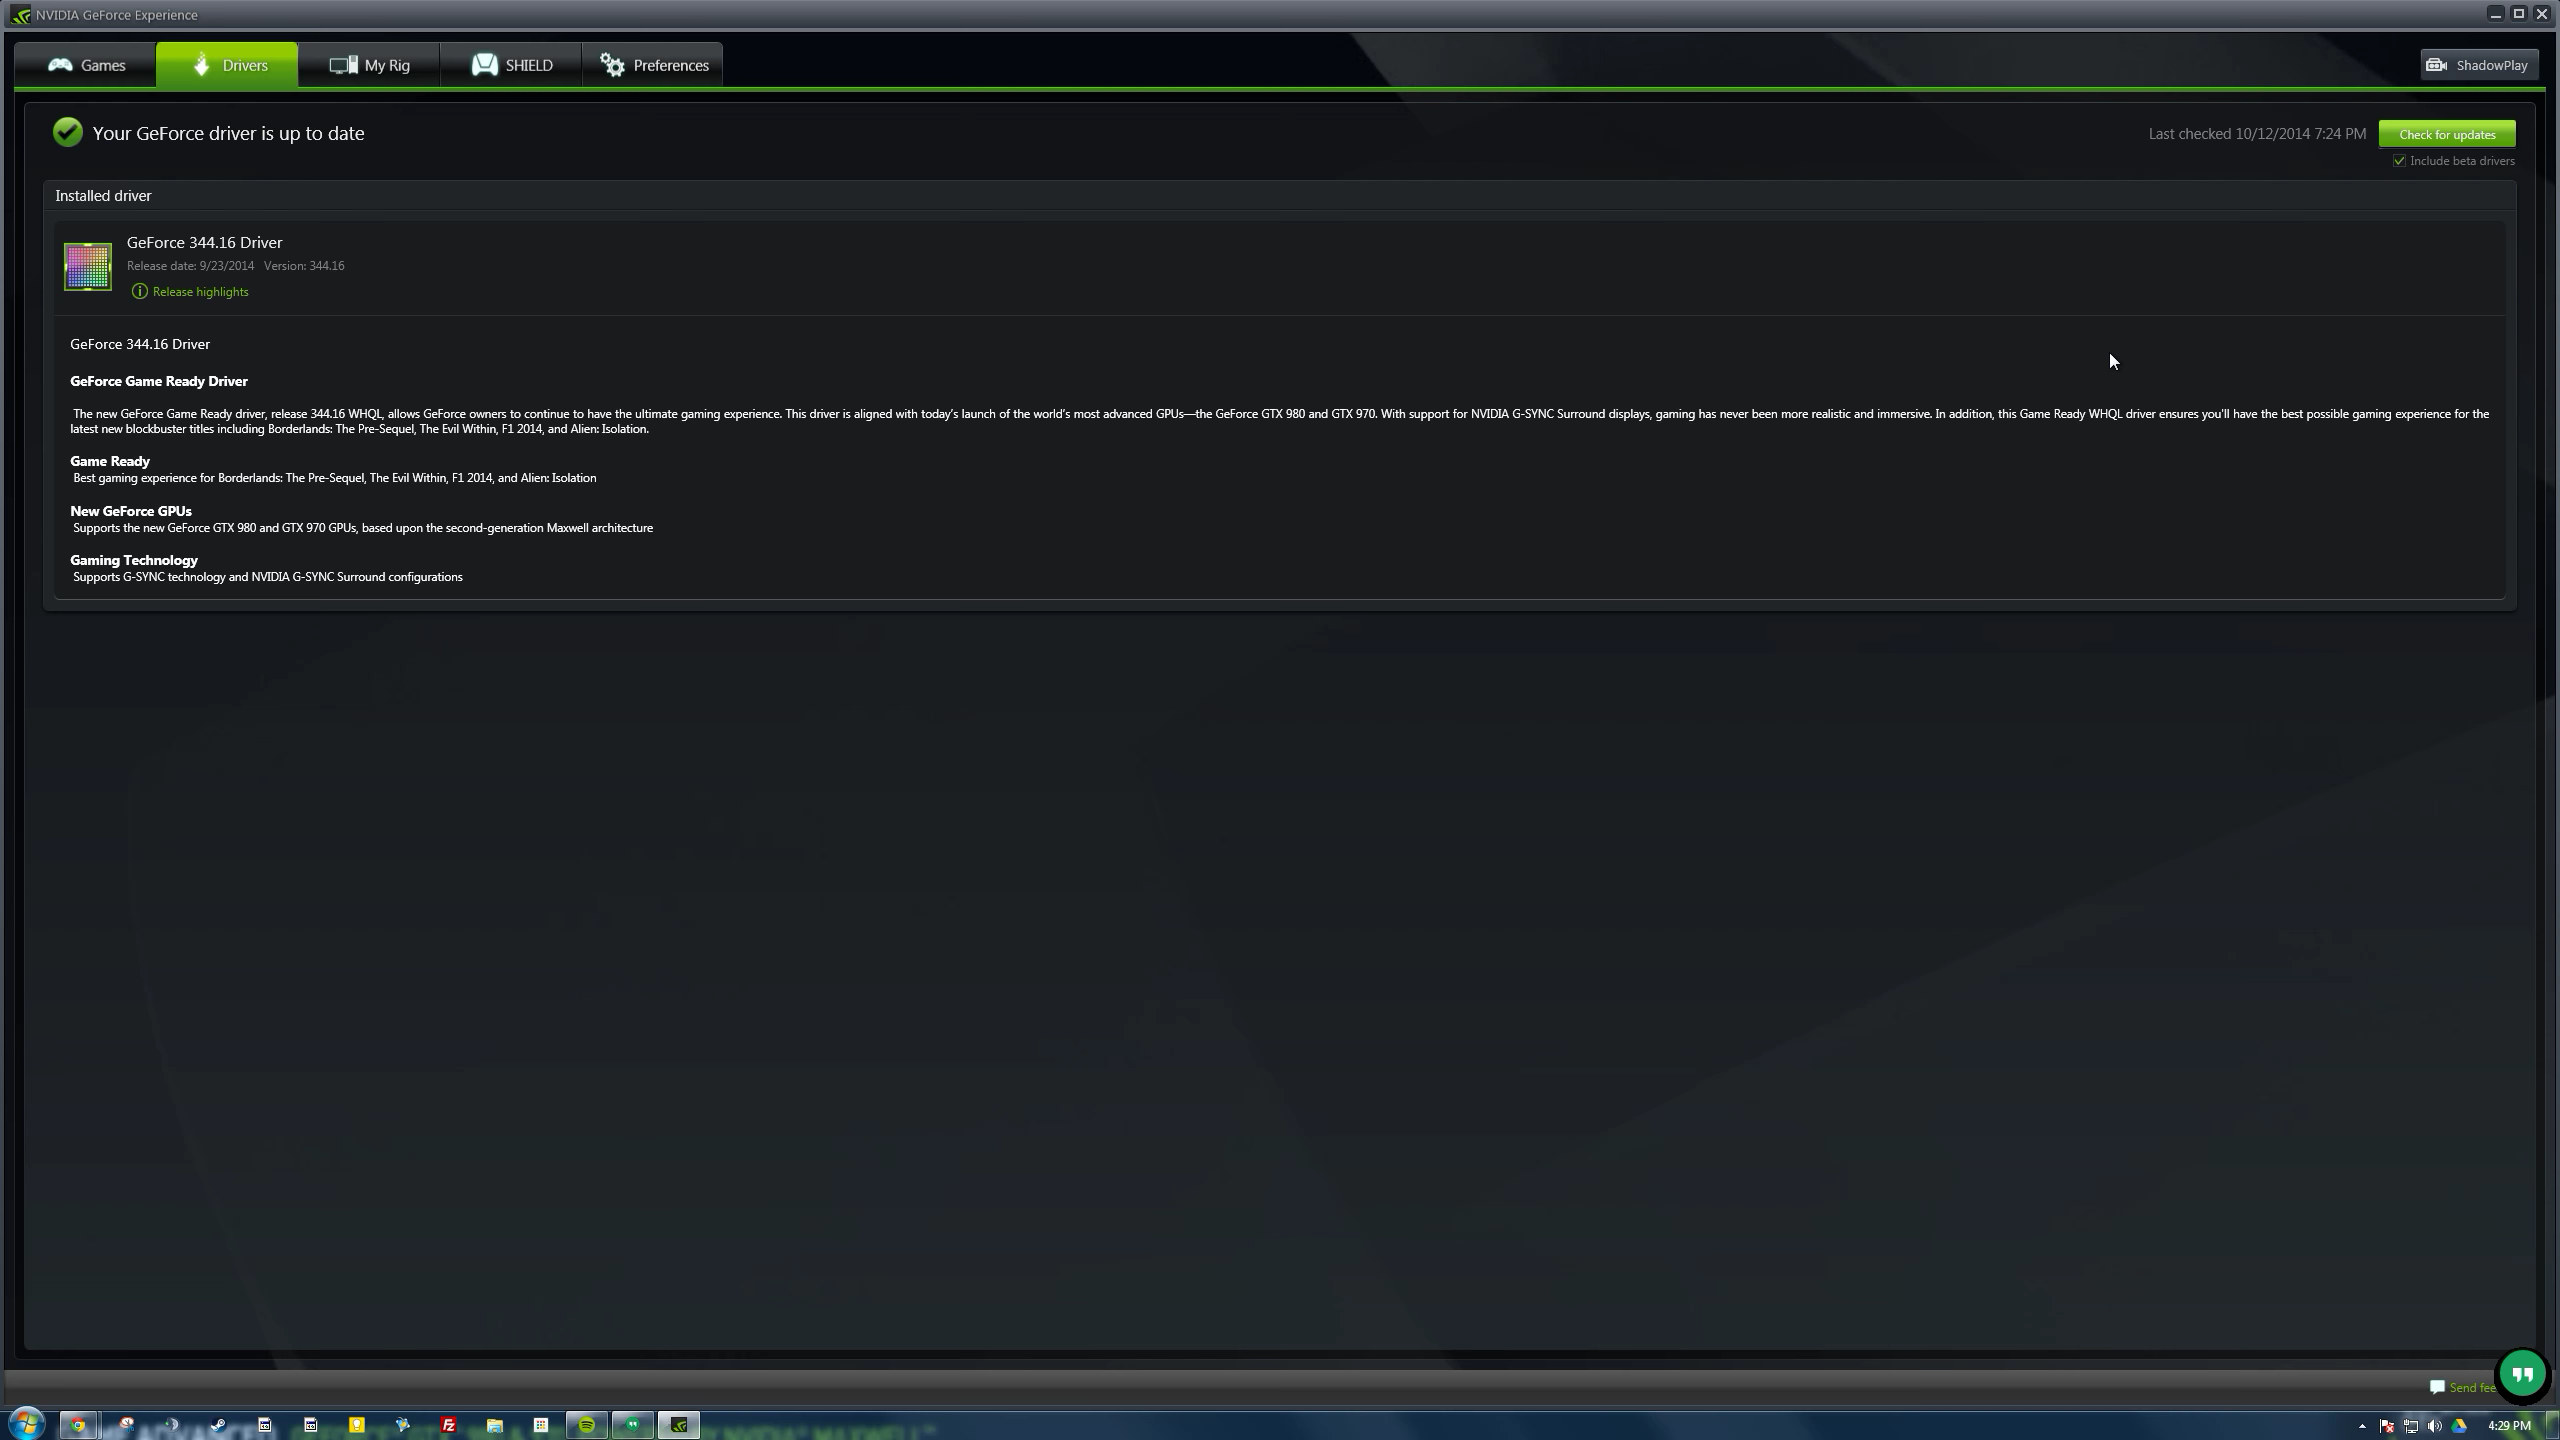 NVIDIA GeForce Experience
Games
Drivers
My Rig
SHIELD
Preferences
ShadowPlay
Your GeForce driver is up to date
Last checked 10/12/2014 7:24 PM
Check for updates
Include beta drivers
Installed driver
GeForce 344.16 Driver
Release date: 9/23/2014 Version: 344.16
Release highlights
GeForce 344.16 Driver
GeForce Game Ready Driver
The new GeForce Game Ready driver, release 344.16 WHQL, allows GeForce owners to continue to have the ultimate gaming experience. This driver is aligned with today's launch of the world's most advanced GPUs—the GeForce GTX 980 and GTX 970. With support for NVIDIA G-SYNC Surround displays, gaming has never been more realistic and immersive. In addition, this Game Ready WHQL driver ensures you'll have the best possible gaming experience for the
latest new blockbuster titles including Borderlands: The Pre-Sequel, The Evil Within, F1 2014, and Alien: Isolation.
Game Ready
Best gaming experience for Borderlands: The Pre-Sequel, The Evil Within, F1 2014, and Alien: Isolation
New GeForce GPUs
Supports the new GeForce GTX 980 and GTX 970 GPUs, based upon the second-generation Maxwell architecture
Gaming Technology
Supports G-SYNC technology and NVIDIA G-SYNC Surround configurations
Send fee
4:29 PM